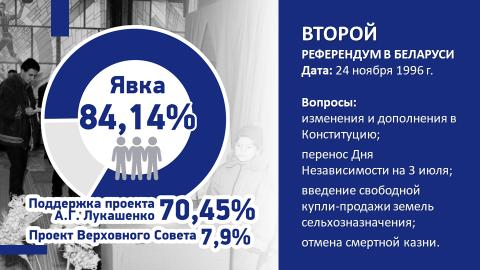 Явка
84,14%
Поддержка проекта
А.Г. Лукашенко 70,45%
Проект Верховного Совета 7,9%
ВТОРОЙ
РЕФЕРЕНДУМ В БЕЛАРУСИ
Дата: 24 ноября 1996 г.
Вопросы:
изменения и дополнения в
Конституцию;
перенос Дня
Независимости на 3 июля;
введение свободной
купли-продажи земель
сельхозназначения;
отмена смертной казни.